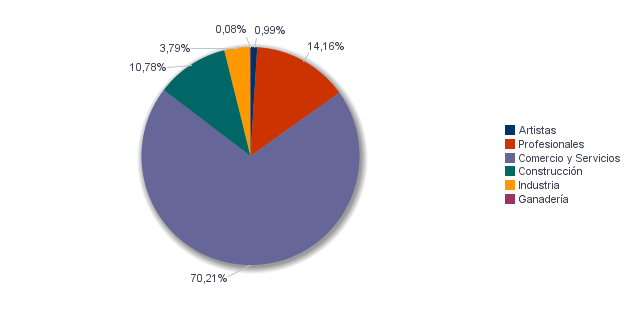 0,08%
0,99%
3,79%
14,16%
10,78%
70,21%
Artistas
Profesionales
Comercio y Servicios
Construcción
Industria
Ganadería